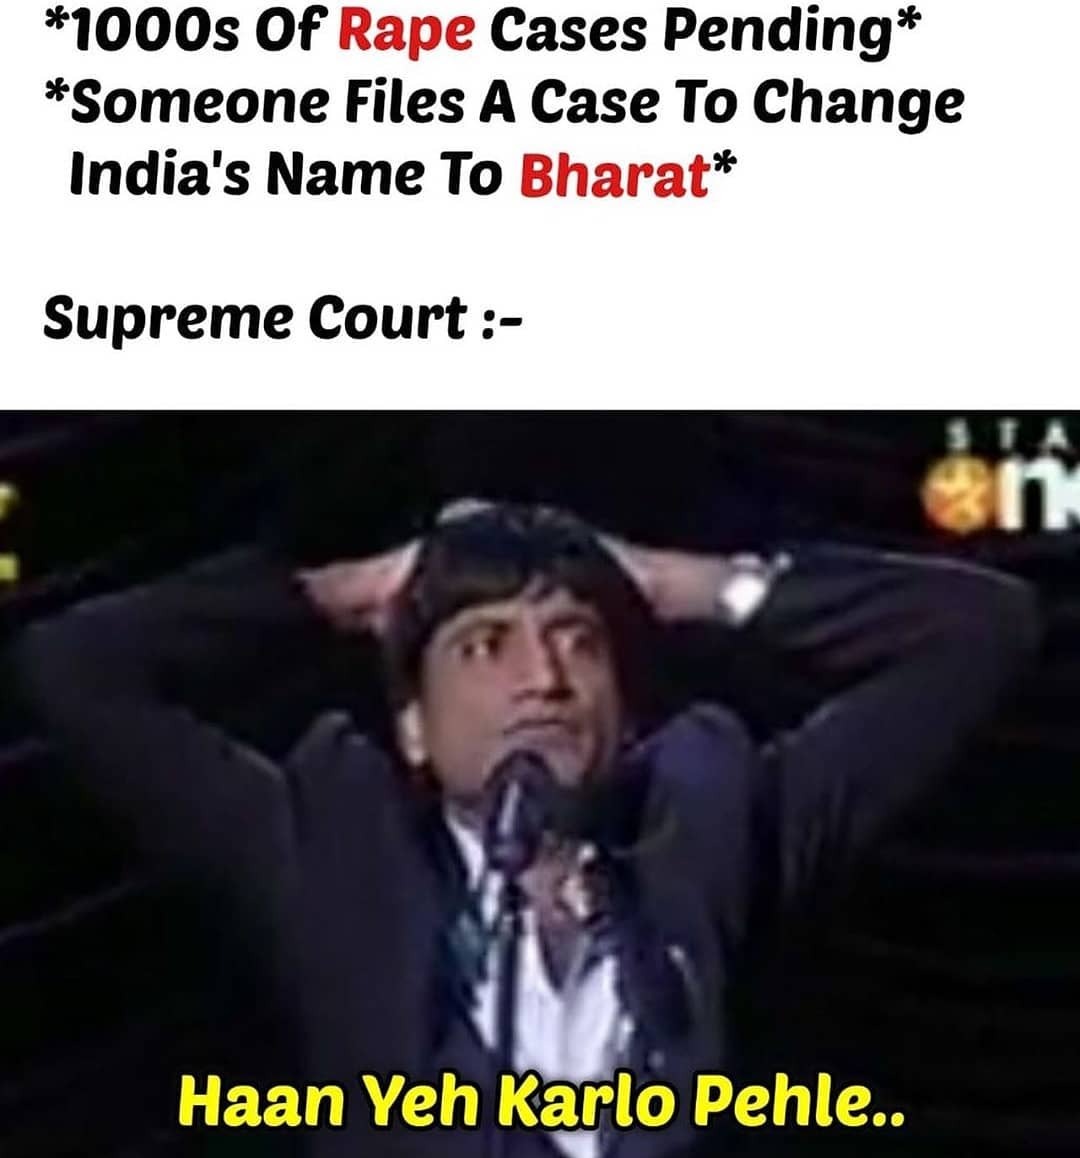 *1000s Of Rape Cases Pending*
*Someone Files A Case To Change
India's Name To Bharat*
Supreme Court :-
STA
Haan Yeh Karlo Pehle..